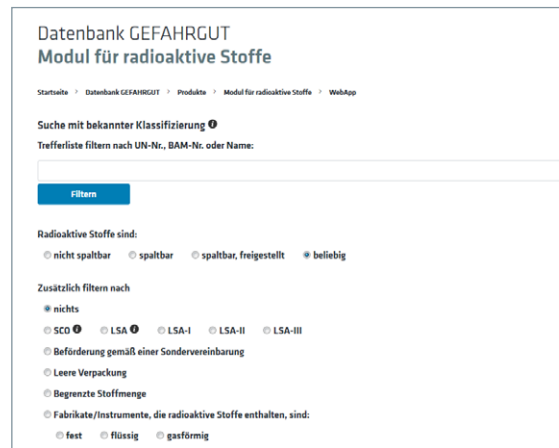 Datenbank GEFAHRGUT
Modul für radioaktive Stoffe
Startseite > Datenbank GEFAHRGUT > Produkte > Modul für radioaktive Stoffe > WebApp
Suche mit bekannter Klassifizierung
Trefferliste filtern nach UN-Nr., BAM-Nr. oder Name:
Filtern
Radioaktive Stoffe sind:
nicht spaltbar spaltbar spaltbar, freigestellt beliebig
Zusätzlich filtern nach
nichts
SCO LSA LSA-I LSA-II LSA-III
Beförderung gemäß einer Sondervereinbarung
Leere Verpackung
Begrenzte Stoffmenge
Fabrikate/Instrumente, die radioaktive Stoffe enthalten, sind:
fest flüssig gasförmig